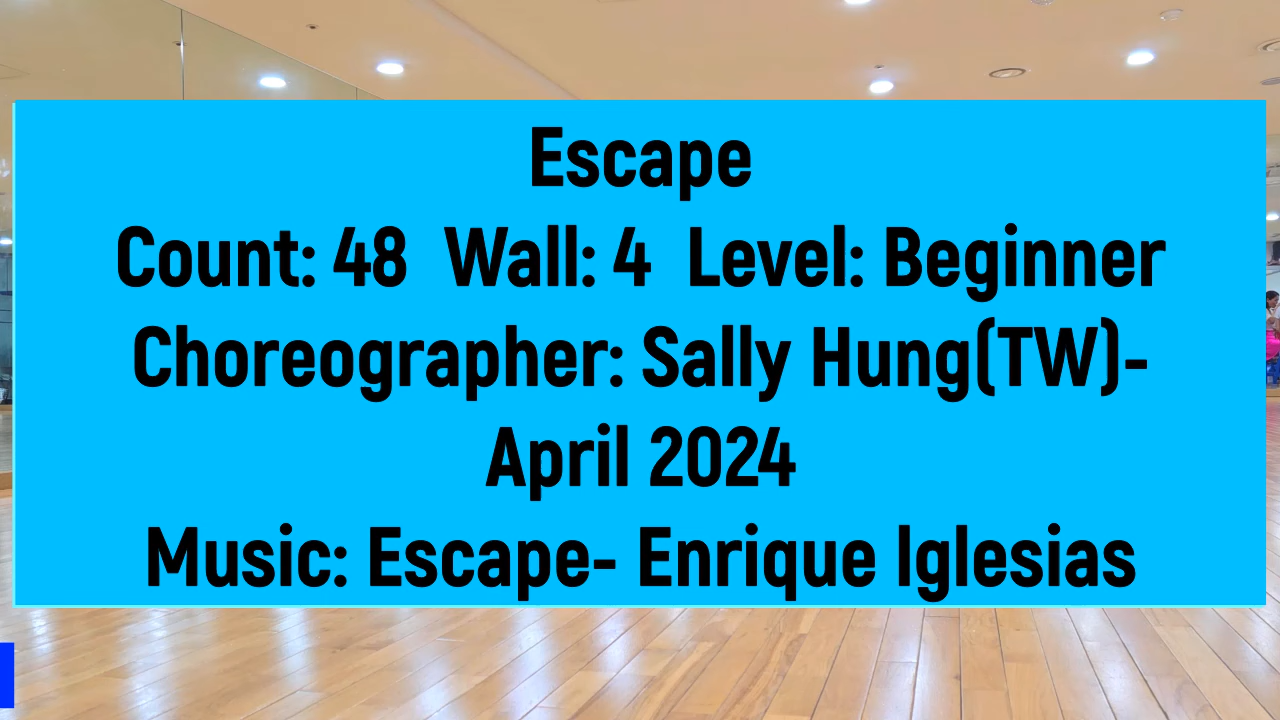 Escape
Count: 48  Wall: 4  Level: Beginner
Choreographer: Sally Hung(TW)-
April 2024
Music: Escape- Enrique Iglesias